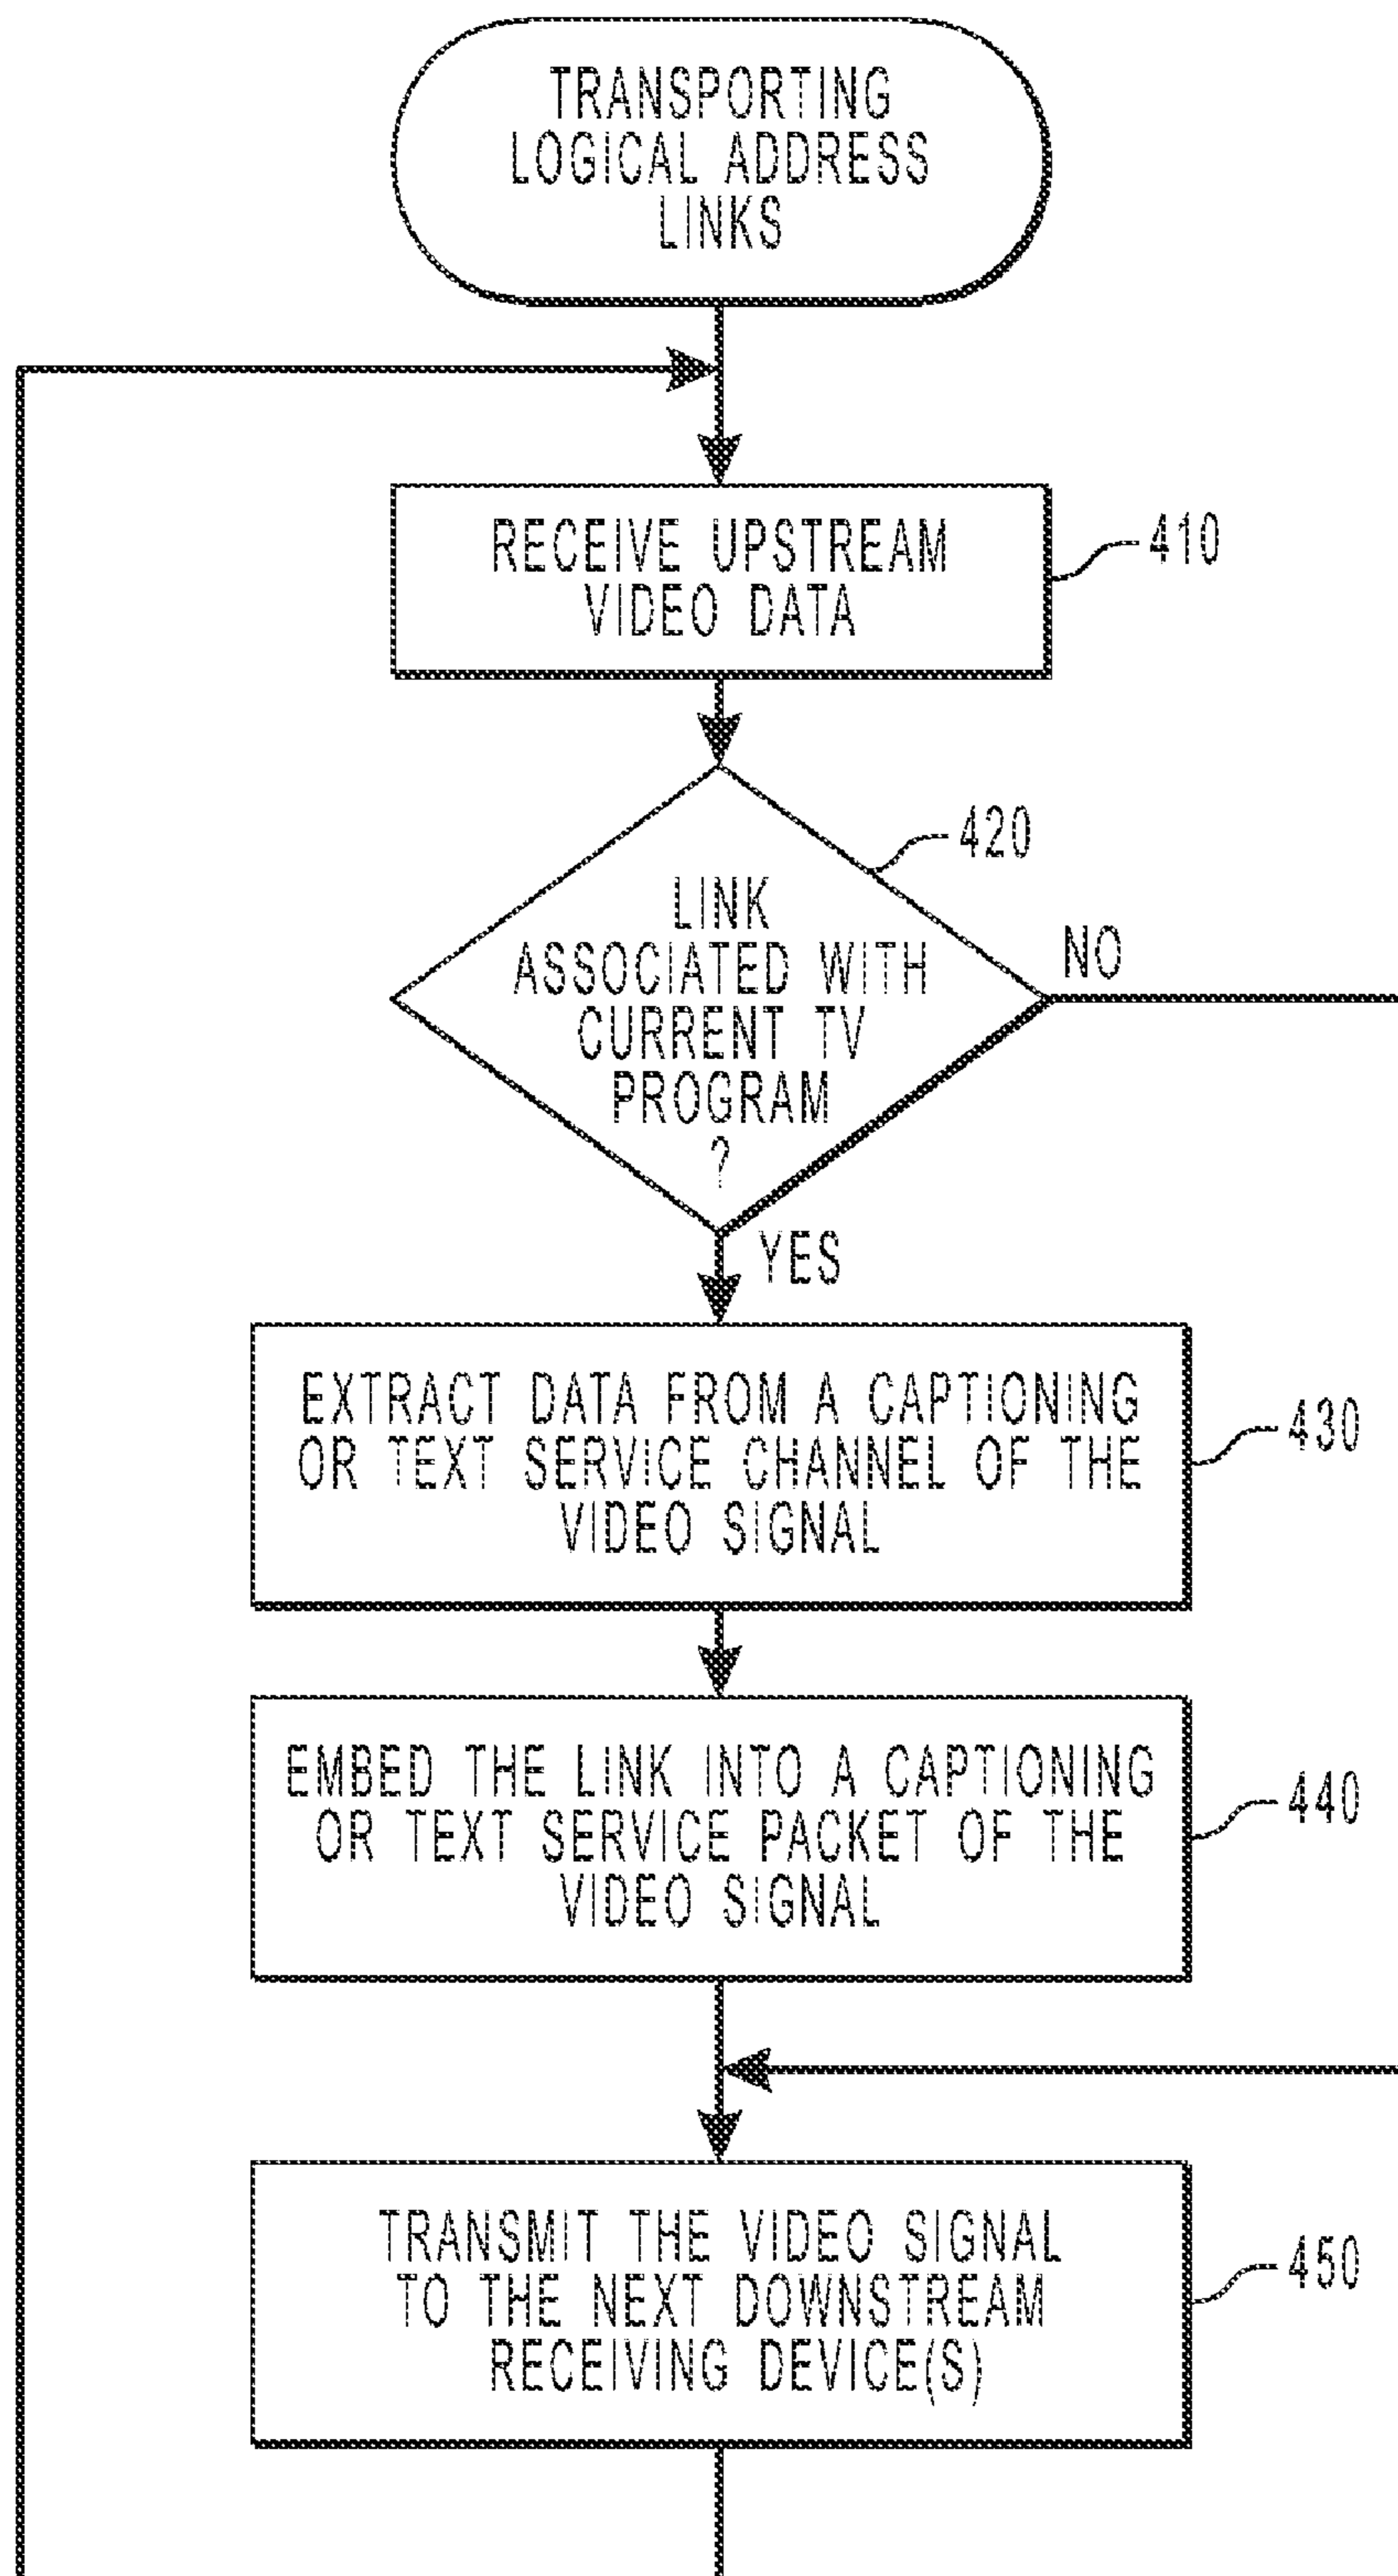 TRANSPORTING
LOGICAL ADDRESS
LINKS
RECEIVE UPSTREAM
VIDEO DATA
410
420
LINK
ASSOCIATED WITH
CURRENT TV
PROGRAM
?
NO
YES
EXTRACT DATA FROM A CAPTIONING
OR TEXT SERVICE CHANNEL OF THE
VIDEO SIGNAL
430
EMBED THE LINK INTO A CAPTIONING
OR TEXT SERVICE PACKET OF THE
VIDEO SIGNAL
440
TRANSMIT THE VIDEO SIGNAL
TO THE NEXT DOWNSTREAM
RECEIVING DEVICE(S)
450